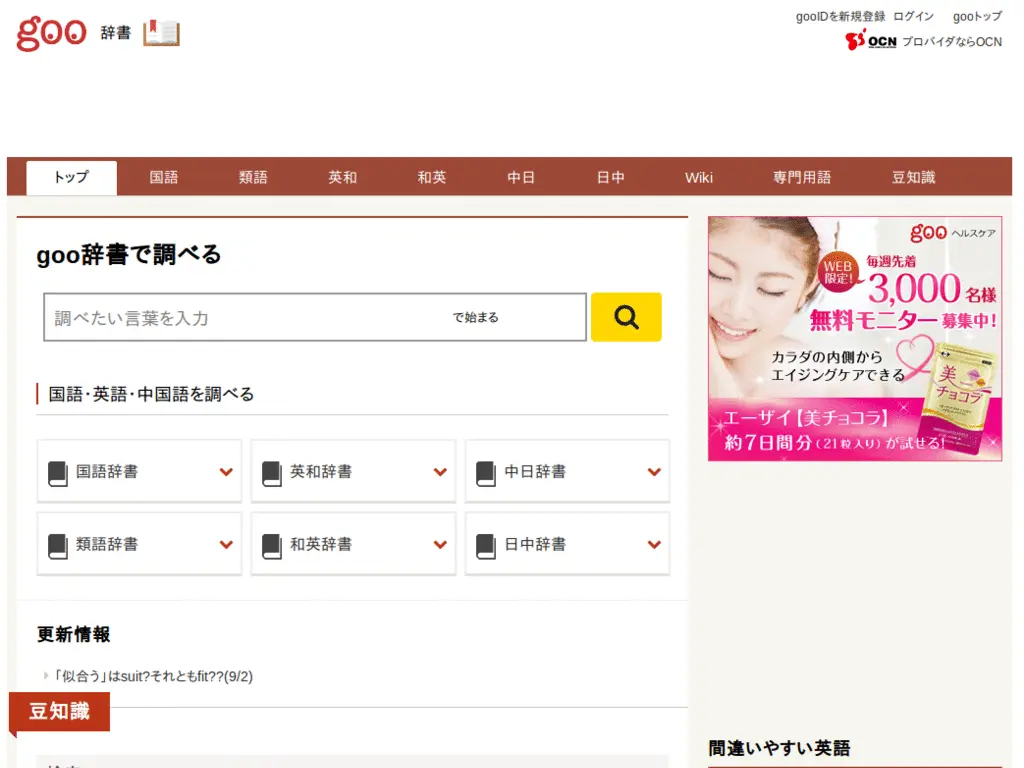 goo 辞書
gooIDを新規登録 ログイン gooトップ
OCN プロバイダならOCN
トップ 国語 類語 英和 和英 中日 日中 Wiki 専門用語 豆知識
goo辞書で調べる
調べたい言葉を入力 で始まる
国語・英語・中国語を調べる
国語辞書 英和辞書 中日辞書
類語辞書 和英辞書 日中辞書
更新情報
「似合う」はsuit?それともfit??(9/2)
豆知識
goo ヘルスケア
WEB
限定!
毎週先着
3,000名様
無料モニター募集中!
カラダの内側から
エイジングケアできる
美
チョコラ
エーザイ【美チョコラ】
約7日間分(21粒入り)が試せる!
間違いやすい英語